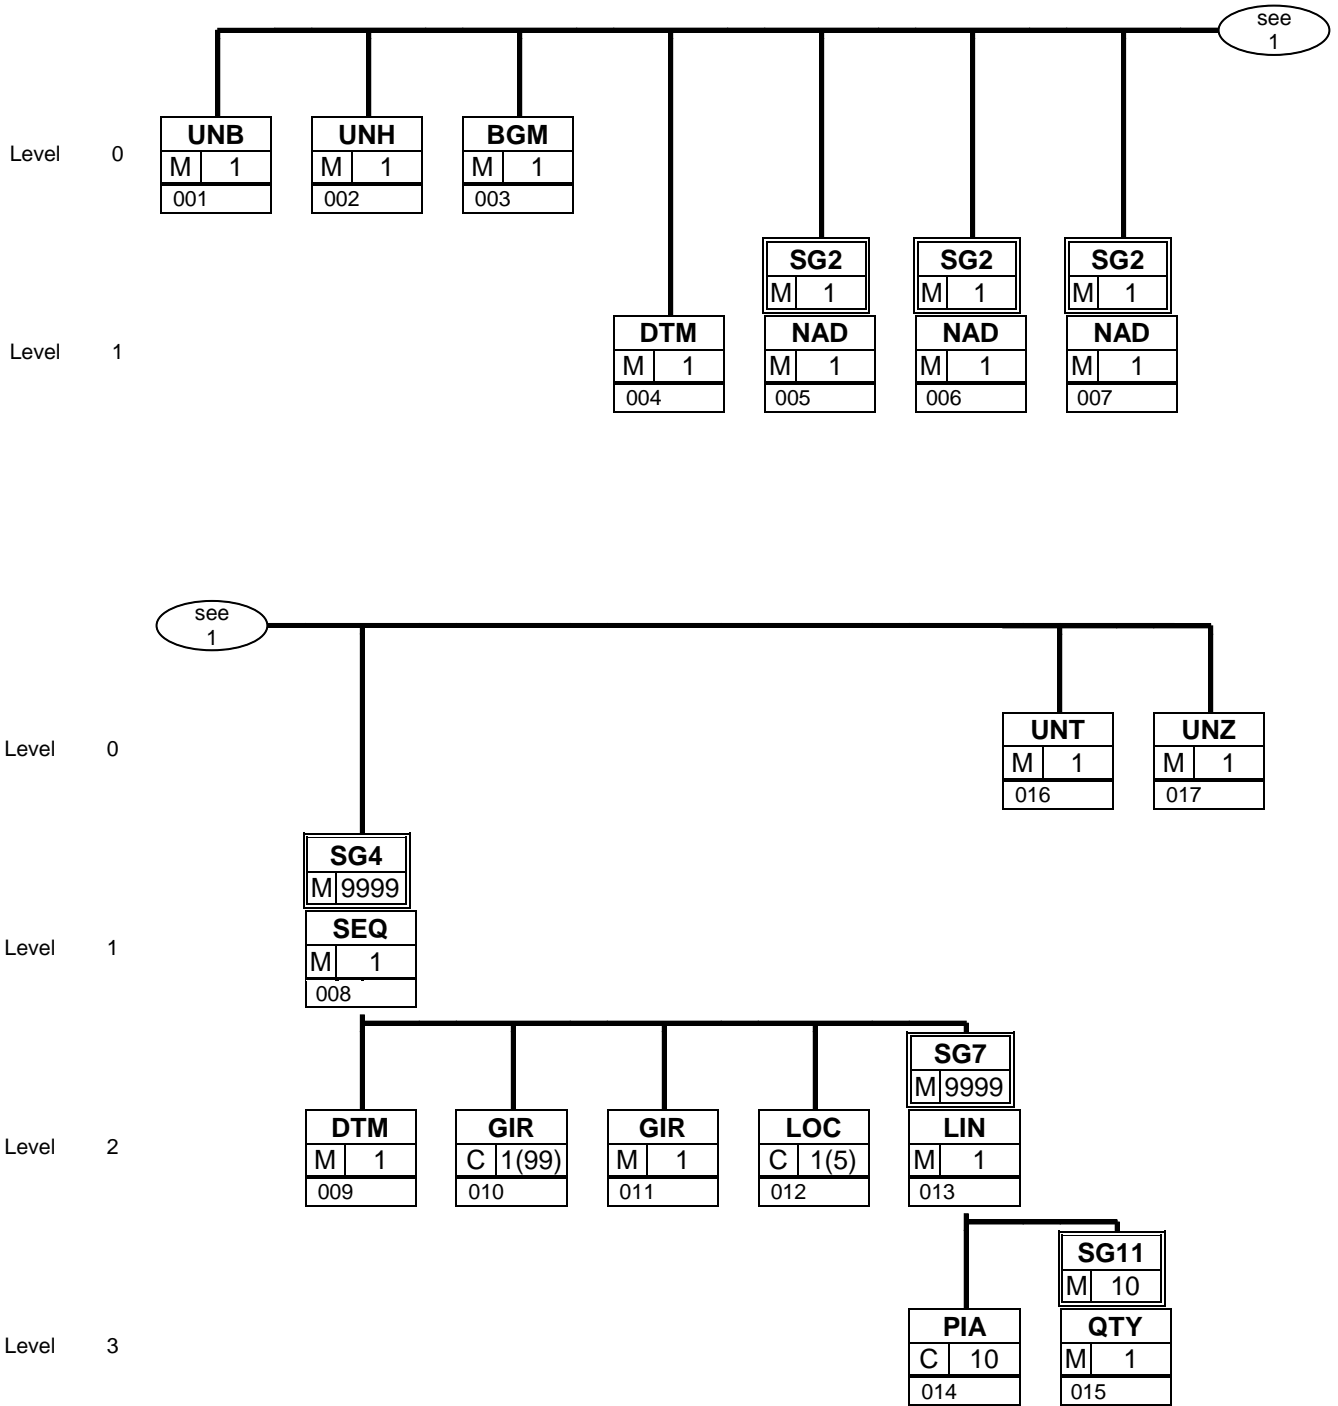 see
1
Level 0
UNB UNH BGM
M 1 M 1 M 1
001 002 003
SG2 SG2 SG2
M 1 M 1 M 1
Level 1
DTM NAD NAD NAD
M 1 M 1 M 1 M 1
004 005 006 007
see
1
Level 0
UNT UNZ
M 1 M 1
016 017
SG4
M 9999
Level 1
SEQ
M 1
008
SG7
M 9999
Level 2
DTM GIR GIR LOC LIN
M 1 C 1(99) M 1 C 1(5) M 1
009 010 011 012 013
SG11
M 10
Level 3
PIA QTY
C 10 M 1
014 015